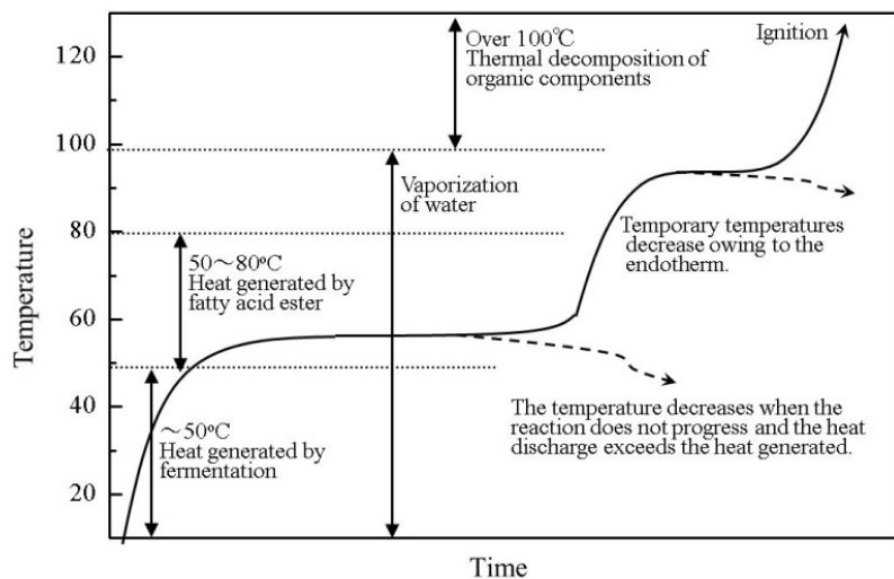 Temperature
120
100
80
60
40
20
Over 100℃
Thermal decomposition of
organic components
Ignition
Vaporization
of water
50～80℃
Heat generated by
fatty acid ester
Temporary temperatures
decrease owing to the
endotherm.
～50℃
Heat generated by
fermentation
The temperature decreases when the
reaction does not progress and the heat
discharge exceeds the heat generated.
Time